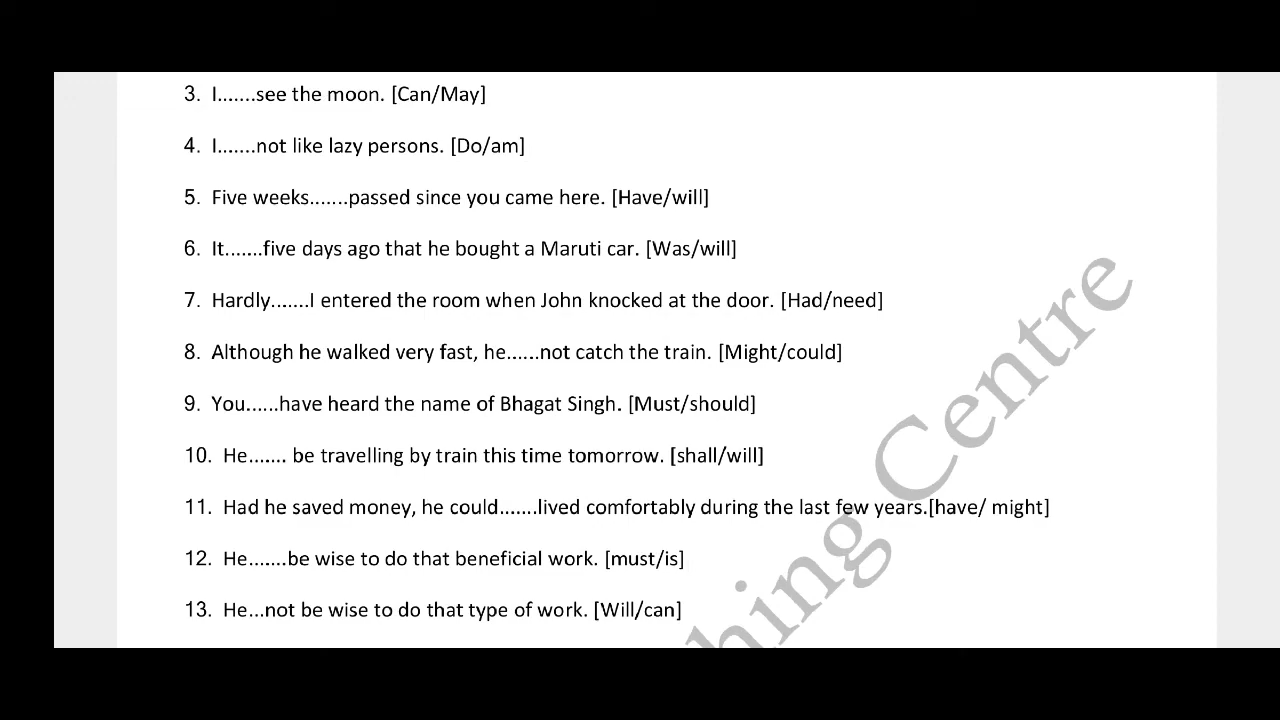 3. I.......see the moon. [Can/May]
4. I.......not like lazy persons. [Do/am]
5. Five weeks.......passed since you came here. [Have/will]
6. It.......five days ago that he bought a Maruti car. [Was/will]
7. Hardly.......I entered the room when John knocked at the door. [Had/need]
8. Although he walked very fast, he......not catch the train. [Might/could]
9. You......have heard the name of Bhagat Singh. [Must/should]
10. He....... be travelling by train this time tomorrow. [shall/will]
11. Had he saved money, he could.......lived comfortably during the last few years.[have/ might]
12. He.......be wise to do that beneficial work. [must/is]
13. He...not be wise to do that type of work. [Will/can]
hing Centre